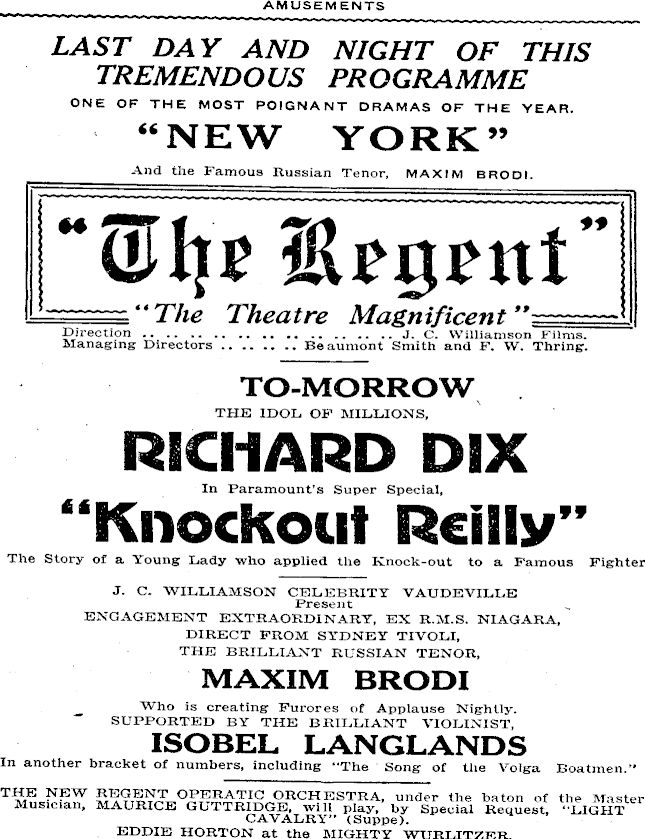 AMUSEMENTS
LAST DAY AND NIGHT OF THIS
TREMENDOUS PROGRAMME
ONE OF THE MOST POIGNANT DRAMAS OF THE YEAR.
"NEW YORK"
And the Famous Russian Tenor, MAXIM BRODI.
"The Regent"
"The Theatre Magnificent"
Direction .. .. .. .. .. .. .. .. .. .. .. J. C. Williamson Films.
Managing Directors .. .. .. .. Beaumont Smith and F. W. Thring.
TO-MORROW
THE IDOL OF MILLIONS,
RICHARD DIX
In Paramount's Super Special,
"Knockout Reilly"
The Story of a Young Lady who applied the Knock-out to a Famous Fighter
J. C. WILLIAMSON CELEBRITY VAUDEVILLE
Present
ENGAGEMENT EXTRAORDINARY, EX R.M.S. NIAGARA,
DIRECT FROM SYDNEY TIVOLI,
THE BRILLIANT RUSSIAN TENOR,
MAXIM BRODI
Who is creating Furores of Applause Nightly.
SUPPORTED BY THE BRILLIANT VIOLINIST,
ISOBEL LANGLANDS
In another bracket of numbers, including "The Song of the Volga Boatmen."
THE NEW REGENT OPERATIC ORCHESTRA, under the baton of the Master
Musician, MAURICE GUTTRIDGE, will play, by Special Request, "LIGHT
CAVALRY" (Suppe).
EDDIE HORTON at the MIGHTY WURLITZER.